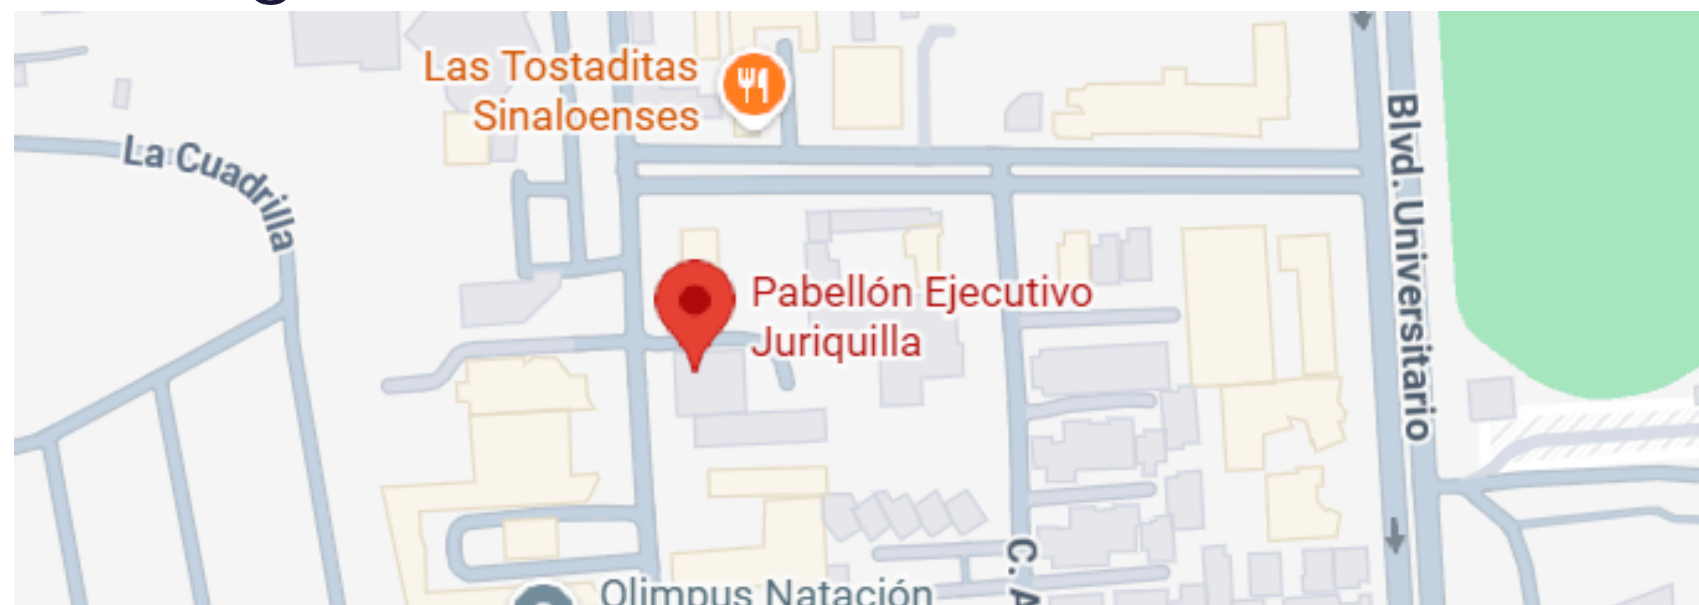 Las Tostaditas
Sinaloenses
La Cuadrilla
Blvd. Universitario
Pabellón Ejecutivo
Juriquilla
C. A
Olimpus Natación